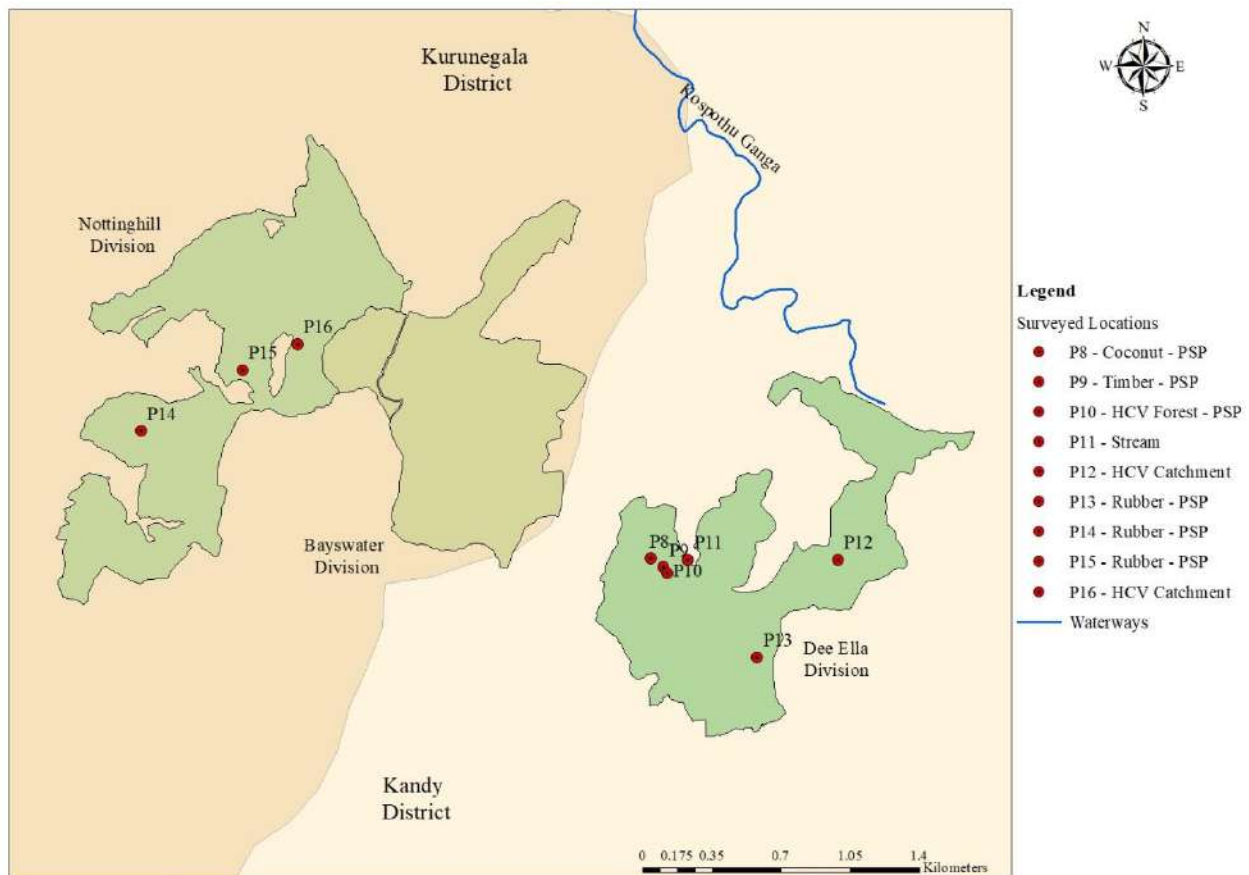 Kurunegala
District
N
W
E
S
Kospothu Ganga
Nottinghill
Division
P16
P15
P14
Bayswater
Division
P8
P9
P10
P11
P12
P13
Dee Ella
Division
Kandy
District
0 0.175 0.35 0.7 1.05 1.4
Kilometers
Legend
Surveyed Locations
P8 - Coconut - PSP
P9 - Timber - PSP
P10 - HCV Forest - PSP
P11 - Stream
P12 - HCV Catchment
P13 - Rubber - PSP
P14 - Rubber - PSP
P15 - Rubber - PSP
P16 - HCV Catchment
Waterways